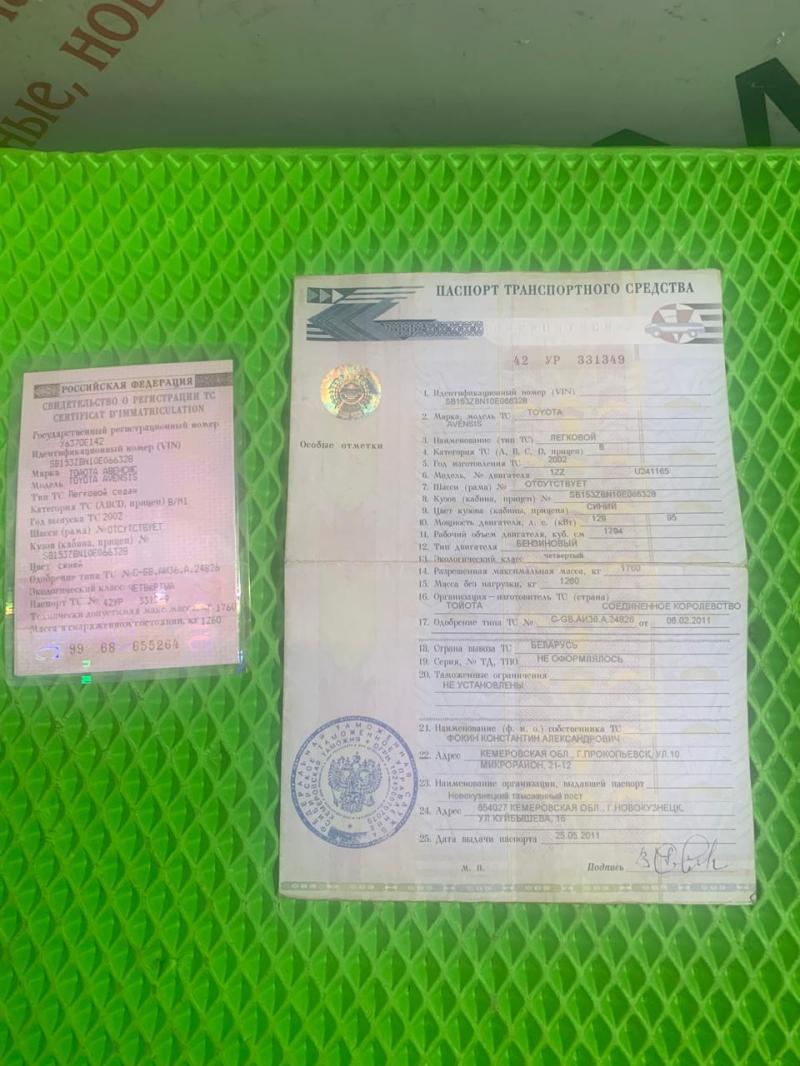 ные, нов
РОССИЙСКАЯ ФЕДЕРАЦИЯ
СВИДЕТЕЛЬСТВО О РЕГИСТРАЦИИ ТС
CERTIFICAT D'IMMATRICULATION
Государственный регистрационный номер
У637ОЕ142
Идентификационный номер (VIN)
SB153ZBN10E066328
Марка ТОЙОТА АВЕНСИС
Модель TOYOTA AVENSIS
Тип ТС Легковой седан
Категория ТС (ABCD, прицеп) B/M1
Год выпуска ТС 2002
Шасси (рама) № ОТСУТСТВУЕТ
Кузов (кабина, прицеп) №
SB153ZBN10E066328
Цвет синий
Одобрение типа ТС № C-GB.АИ36.А.24826
Экологический класс ЧЕТВЕРТЫЙ
Паспорт ТС № 42УР
Технически допустимая макс. масса, кг 1760
Масса в снаряженном состоянии, кг 1260
99 68 655264
ПАСПОРТ ТРАНСПОРТНОГО СРЕДСТВА
42 УР 331349
Особые отметки
1. Идентификационный номер (VIN)
SB153ZBN10E066328
2. Марка, модель ТС TOYOTA
AVENSIS
3. Наименование (тип ТС) ЛЕГКОВОЙ
4. Категория ТС (A, B, C, D, прицеп) B
5. Год изготовления ТС 2002
6. Модель, № двигателя 1ZZ U241165
7. Шасси (рама) № ОТСУТСТВУЕТ
8. Кузов (кабина, прицеп) № SB153ZBN10E066328
9. Цвет кузова (кабины, прицепа) СИНИЙ
10. Мощность двигателя, л. с. (кВт) 129 95
11. Рабочий объем двигателя, куб. см 1794
12. Тип двигателя БЕНЗИНОВЫЙ
13. Экологический класс четвертый
14. Разрешенная максимальная масса, кг 1760
15. Масса без нагрузки, кг 1260
16. Организация—изготовитель ТС (страна)
ТОЙОТА СОЕДИНЕННОЕ КОРОЛЕВСТВО
17. Одобрение типа ТС № C-GB.АИ36.А.24826 от 08.02.2011
18. Страна вывоза ТС БЕЛАРУСЬ
19. Серия, № ТД, ТПО НЕ ОФОРМЛЯЛОСЬ
20. Таможенные ограничения
НЕ УСТАНОВЛЕНЫ
21. Наименование (ф. и. о.) собственника ТС
ФОКИН КОНСТАНТИН АЛЕКСАНДРОВИЧ
22. Адрес КЕМЕРОВСКАЯ ОБЛ., Г.ПРОКОПЬЕВСК, УЛ.10
МИКРОРАЙОН, 21-12
23. Наименование организации, выдавшей паспорт
Новокузнецкий таможенный пост
24. Адрес 654027 КЕМЕРОВСКАЯ ОБЛ., Г.НОВОКУЗНЕЦК,
УЛ.КУЙБЫШЕВА, 16
25. Дата выдачи паспорта 25.05.2011
м. п. Подпись